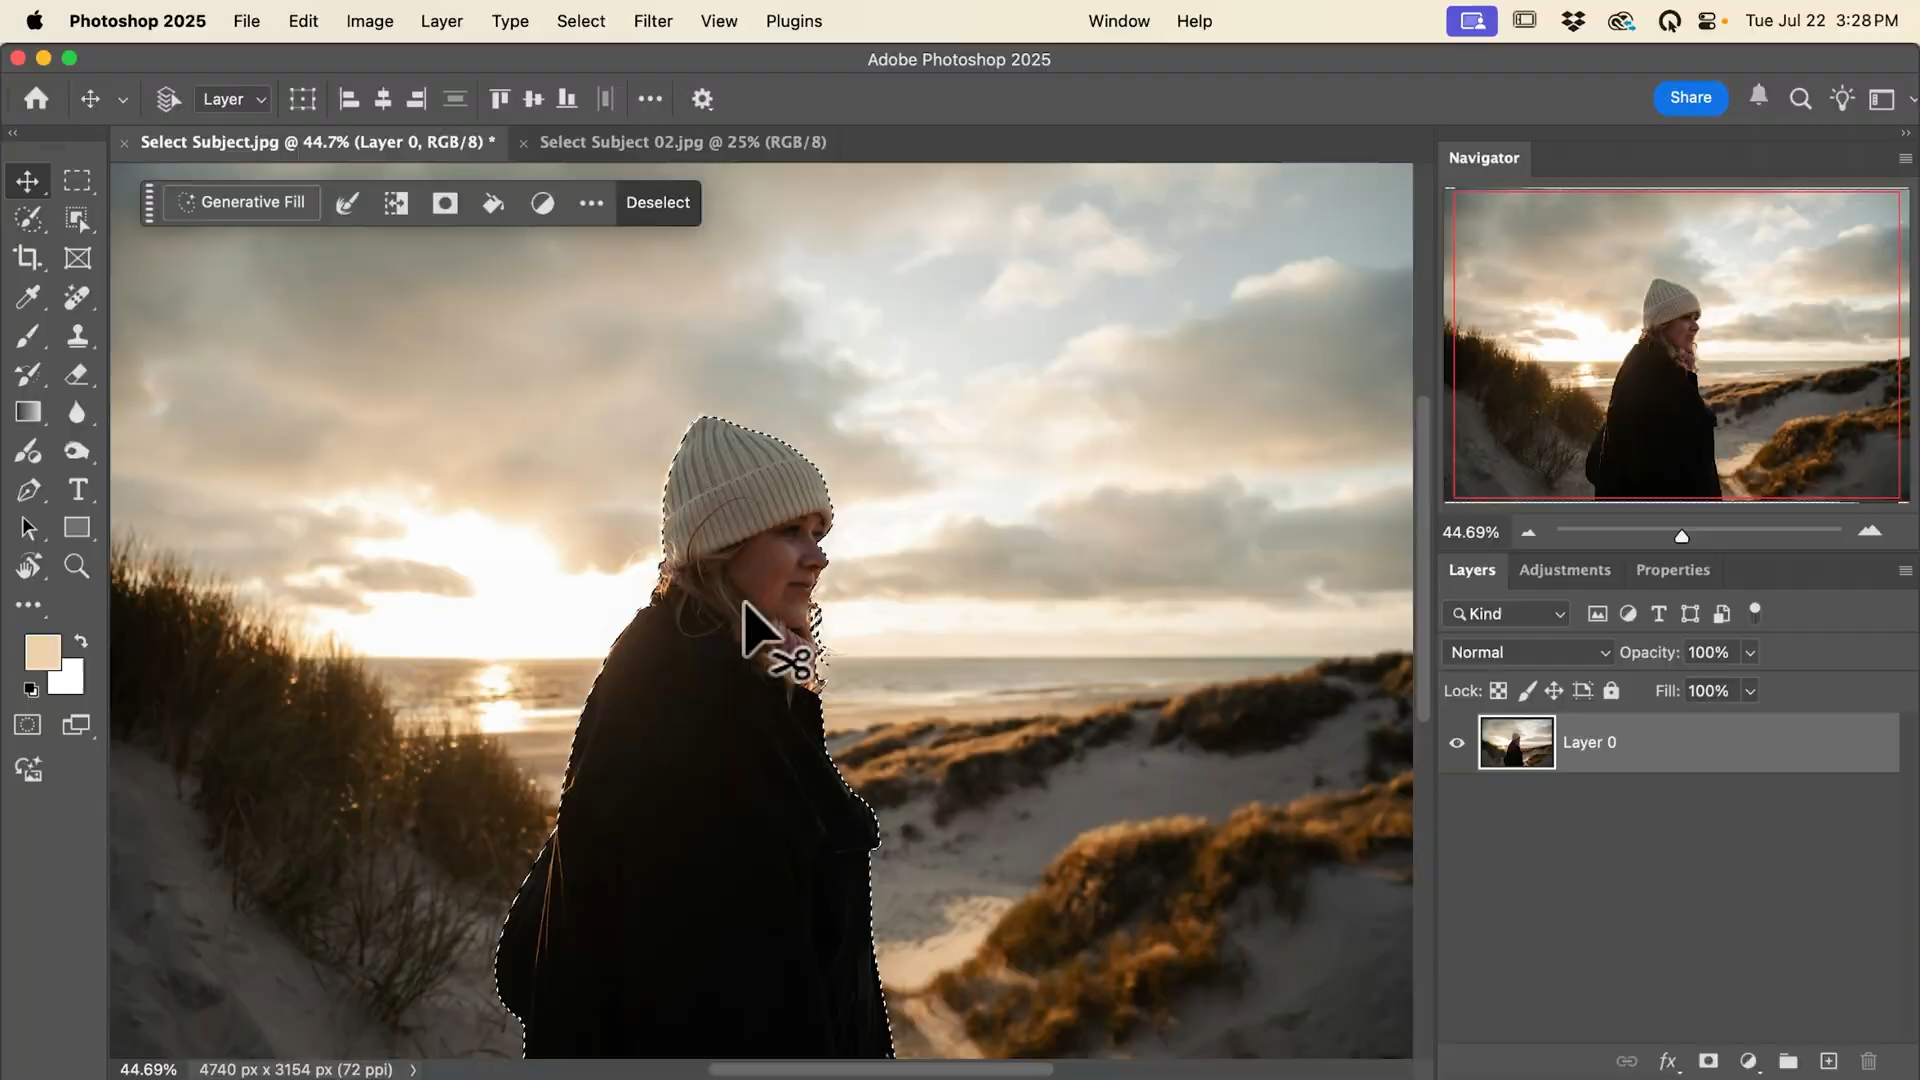 Photoshop 2025 File Edit Image Layer Type Select Filter View Plugins Window Help Tue Jul 22 3:28 PM
Adobe Photoshop 2025
Layer Share
Select Subject.jpg @ 44.7% (Layer 0, RGB/8) * Select Subject 02.jpg @ 25% (RGB/8)
Navigator
Generative Fill Deselect
44.69%
Layers Adjustments Properties
Kind
Normal Opacity: 100%
Lock: Fill: 100%
Layer 0
44.69% 4740 px x 3154 px (72 ppi)